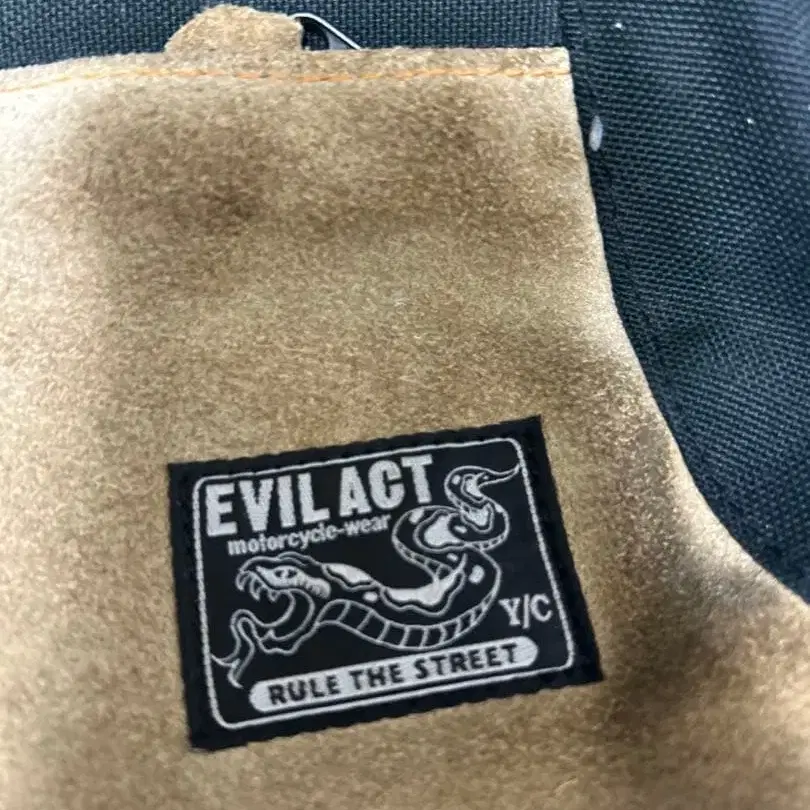 EVIL ACT
motorcycle-wear
Y/C
RULE THE STREET